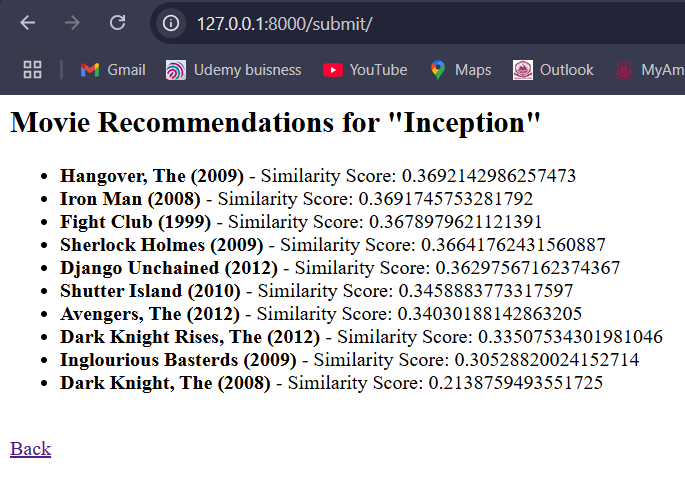 127.0.0.1:8000/submit/
Gmail Udemy buisness YouTube Maps Outlook MyAm
Movie Recommendations for "Inception"
Hangover, The (2009) - Similarity Score: 0.3692142986257473
Iron Man (2008) - Similarity Score: 0.3691745753281792
Fight Club (1999) - Similarity Score: 0.3678979621121391
Sherlock Holmes (2009) - Similarity Score: 0.36641762431560887
Django Unchained (2012) - Similarity Score: 0.36297567162374367
Shutter Island (2010) - Similarity Score: 0.3458883773317597
Avengers, The (2012) - Similarity Score: 0.34030188142863205
Dark Knight Rises, The (2012) - Similarity Score: 0.33507534301981046
Inglourious Basterds (2009) - Similarity Score: 0.30528820024152714
Dark Knight, The (2008) - Similarity Score: 0.2138759493551725
Back